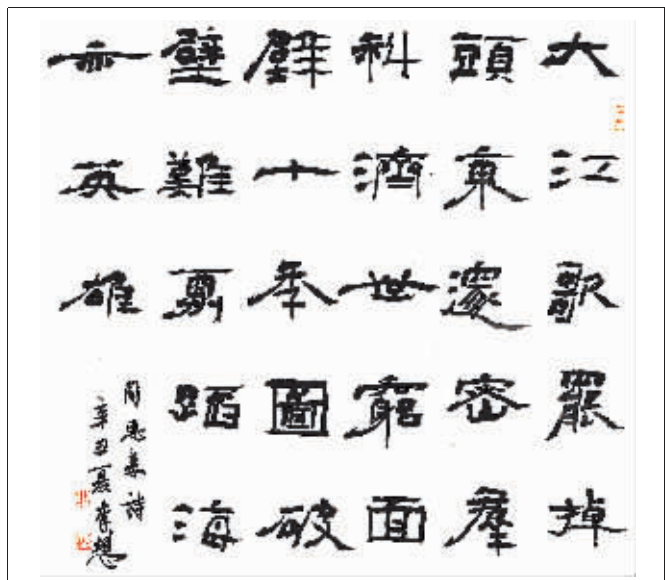 大江歌罷掉
頭東邃密羣
科濟世窮面
壁十年圖破
壁難酬蹈海
亦英雄
周恩來詩
辛丑夏